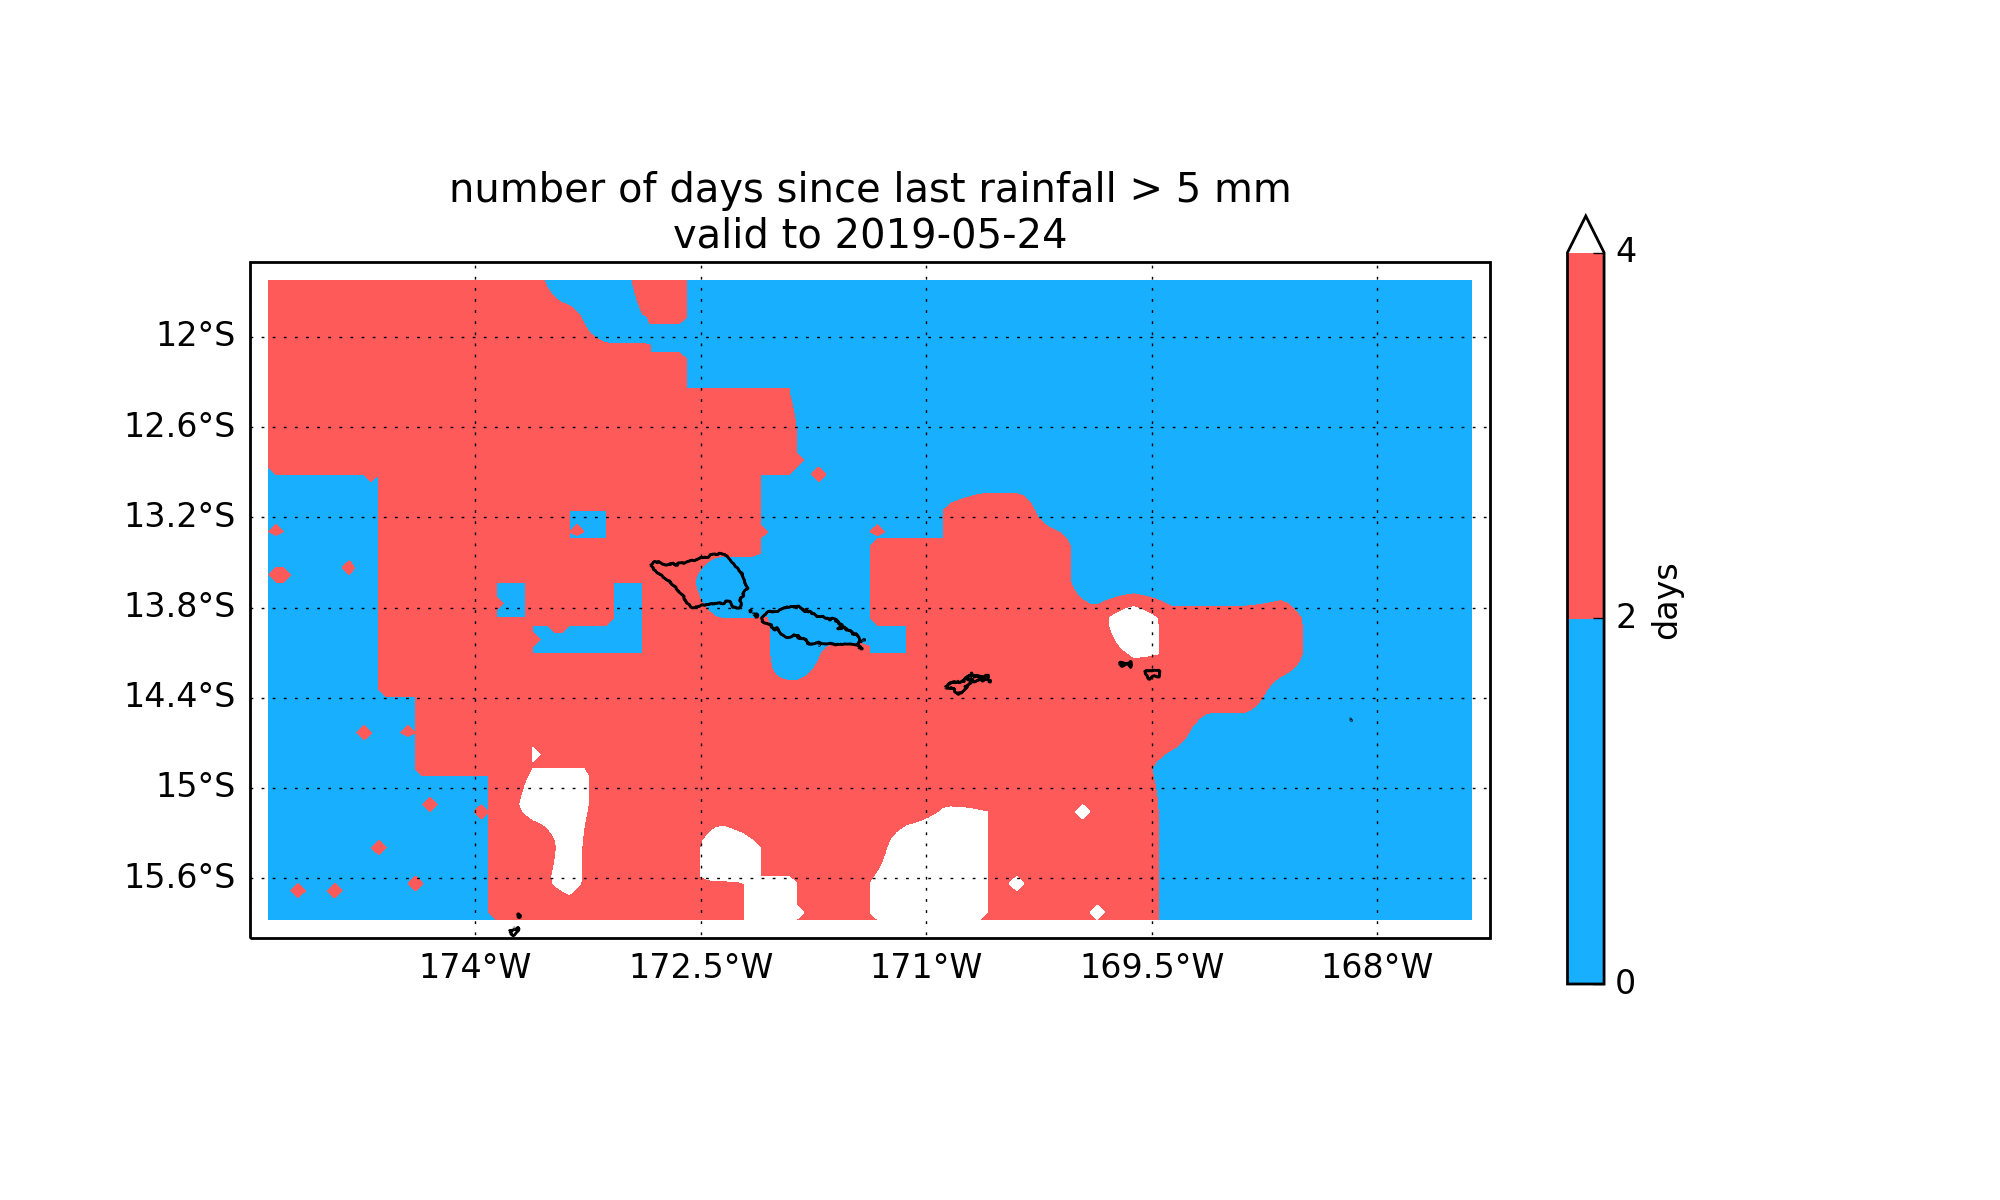 number of days since last rainfall > 5 mm
valid to 2019-05-24
12°S
12.6°S
13.2°S
13.8°S
14.4°S
15°S
15.6°S
174°W 172.5°W 171°W 169.5°W 168°W
4
2
0
days